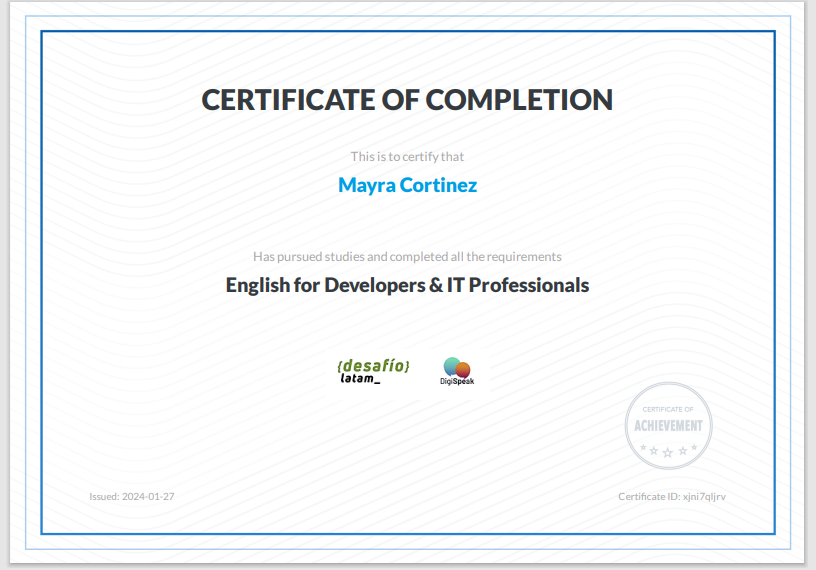 CERTIFICATE OF COMPLETION
This is to certify that
Mayra Cortinez
Has pursued studies and completed all the requirements
English for Developers & IT Professionals
{desafío}
latam_
DigiSpeak
CERTIFICATE OF
ACHIEVEMENT
Issued: 2024-01-27
Certificate ID: xjni7qljrv